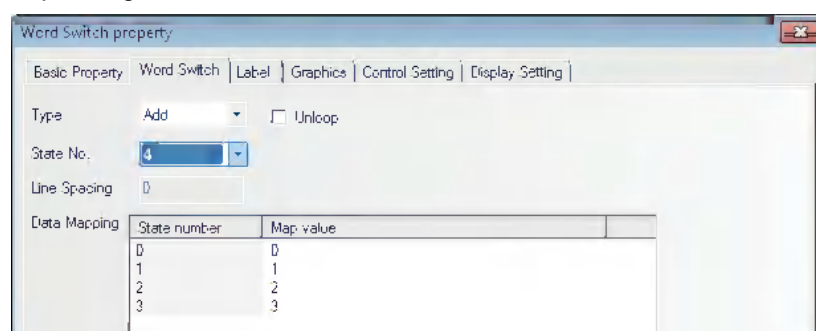 Word Switch property
Basic Property Word Switch Label Graphics Control Setting Display Setting
Type Add Unloop
State No. 4
Line Spacing 0
Data Mapping State number Map value
0 0
1 1
2 2
3 3